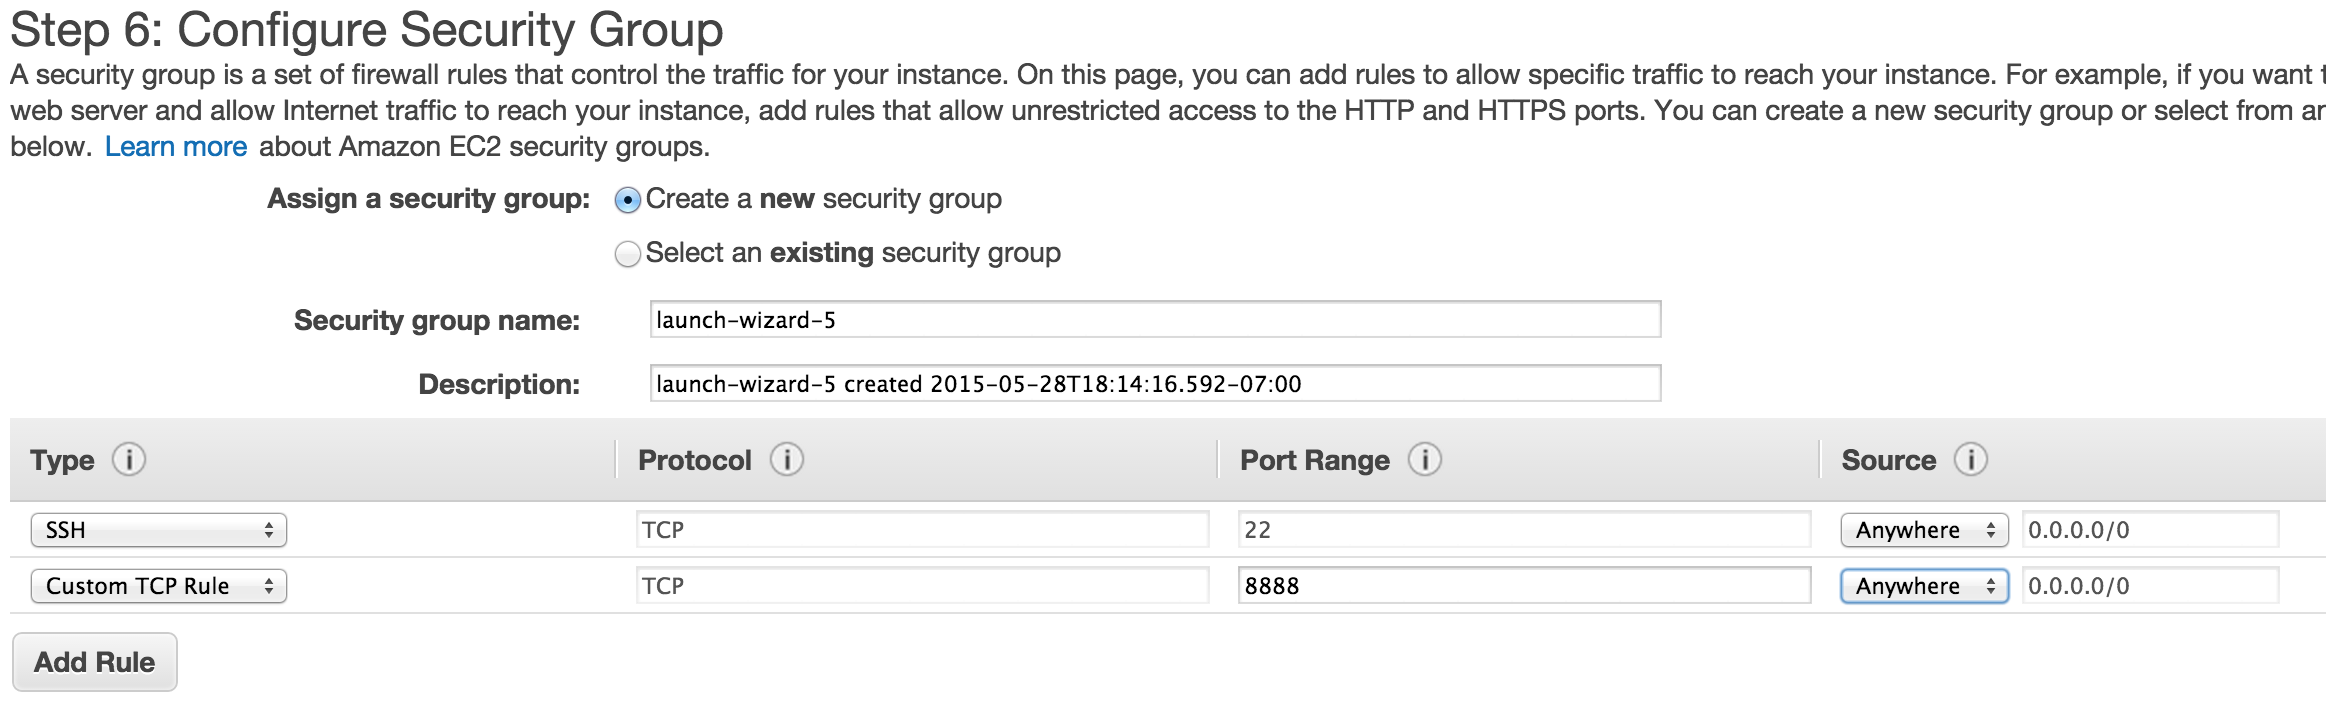 Step 6: Configure Security Group
A security group is a set of firewall rules that control the traffic for your instance. On this page, you can add rules to allow specific traffic to reach your instance. For example, if you want
web server and allow Internet traffic to reach your instance, add rules that allow unrestricted access to the HTTP and HTTPS ports. You can create a new security group or select from
below. Learn more about Amazon EC2 security groups.
Assign a security group: Create a new security group
Select an existing security group
Security group name: launch-wizard-5
Description: launch-wizard-5 created 2015-05-28T18:14:16.592-07:00
Type i Protocol i Port Range i Source i
SSH TCP 22 Anywhere 0.0.0.0/0
Custom TCP Rule TCP 8888 Anywhere 0.0.0.0/0
Add Rule